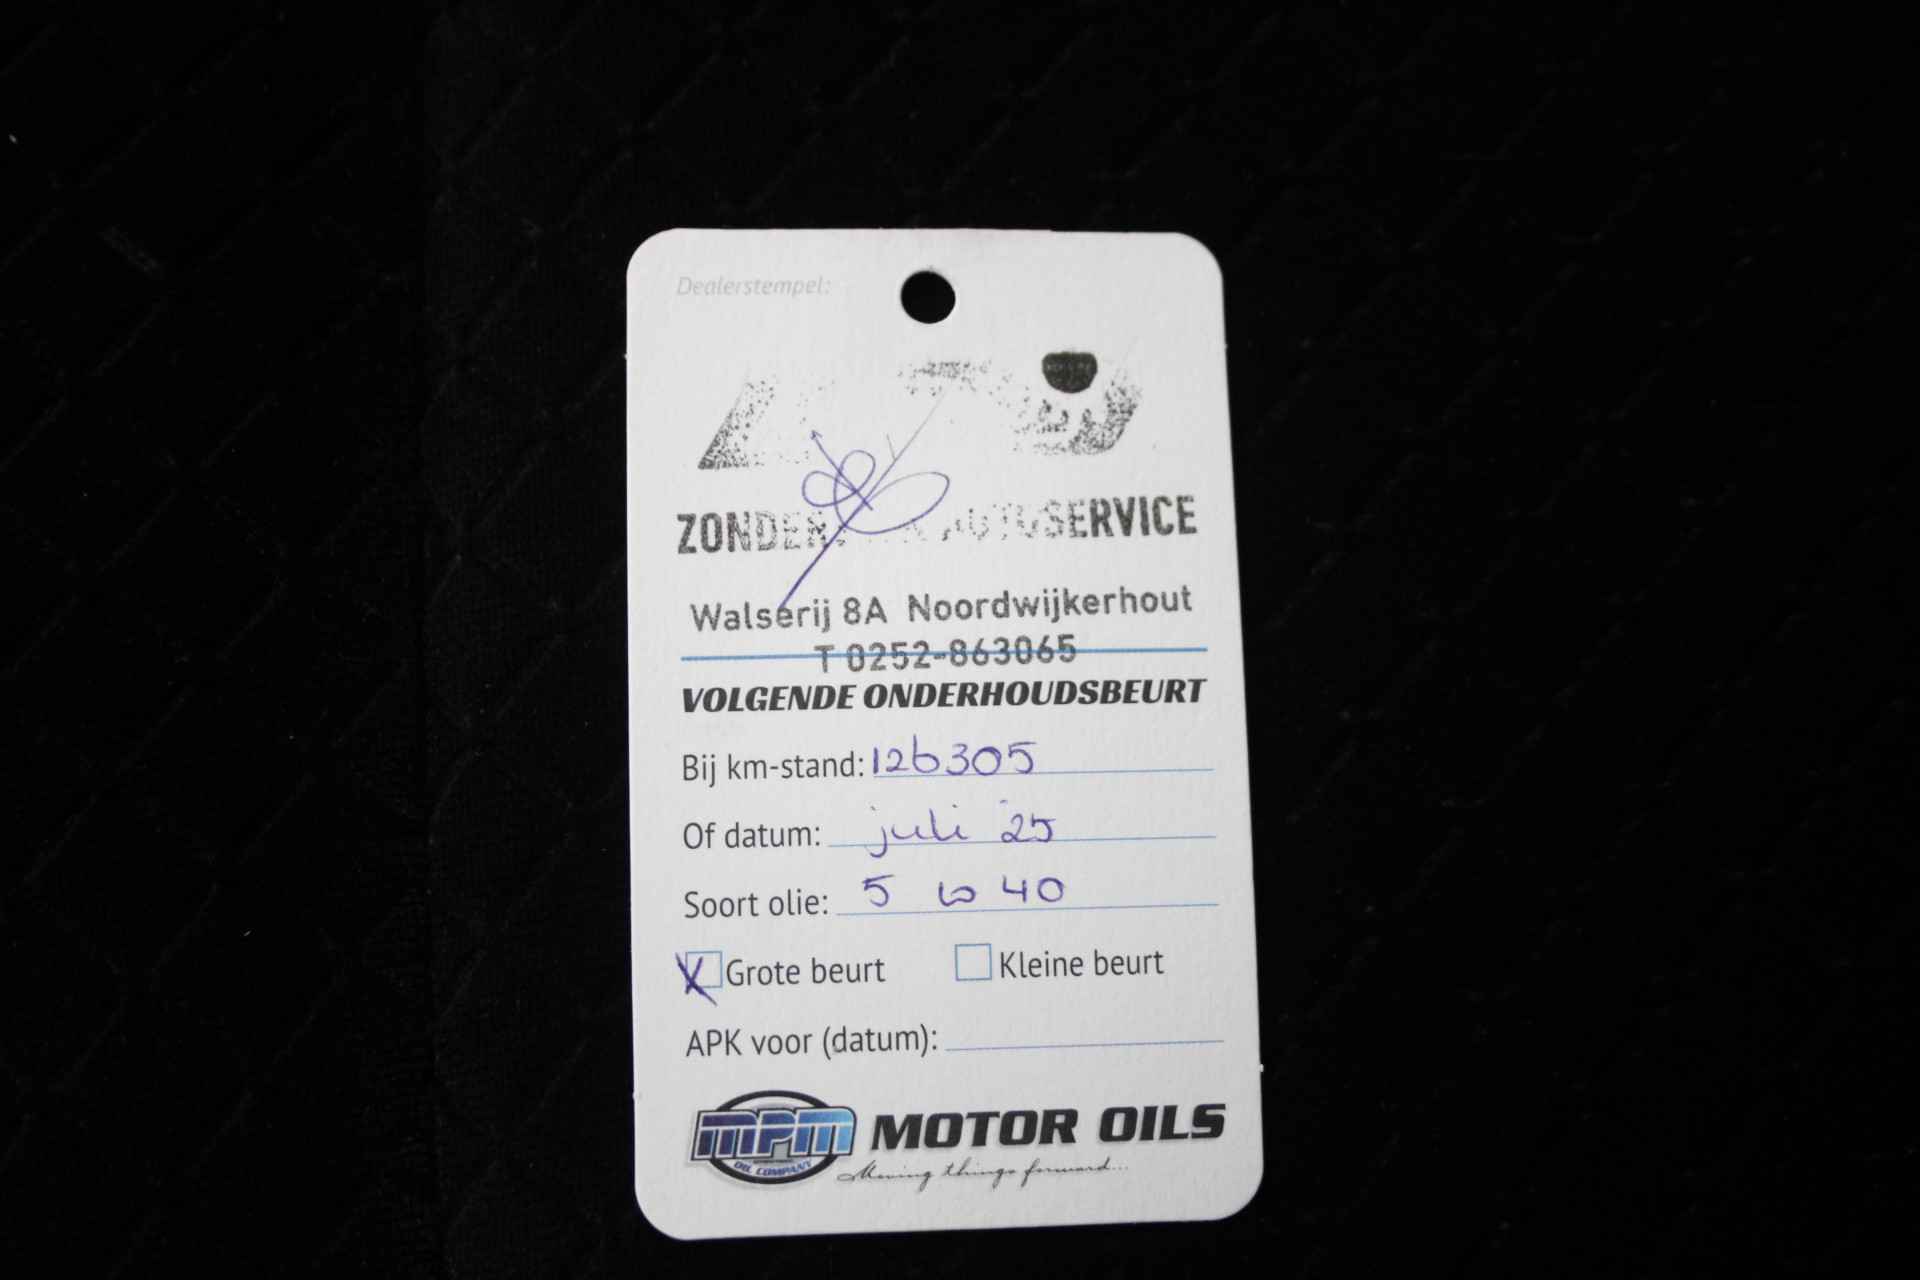 Dealerstempel:
SERVICE
Walserij 8A Noordwijkerhout
T 0252-863065
VOLGENDE ONDERHOUDSBEURT
Bij km-stand: 126305
Of datum: juli 25
Soort olie: 5 w 40
X Grote beurt Kleine beurt
APK voor (datum):
MPM MOTOR OILS
OIL COMPANY
Moving things forward...